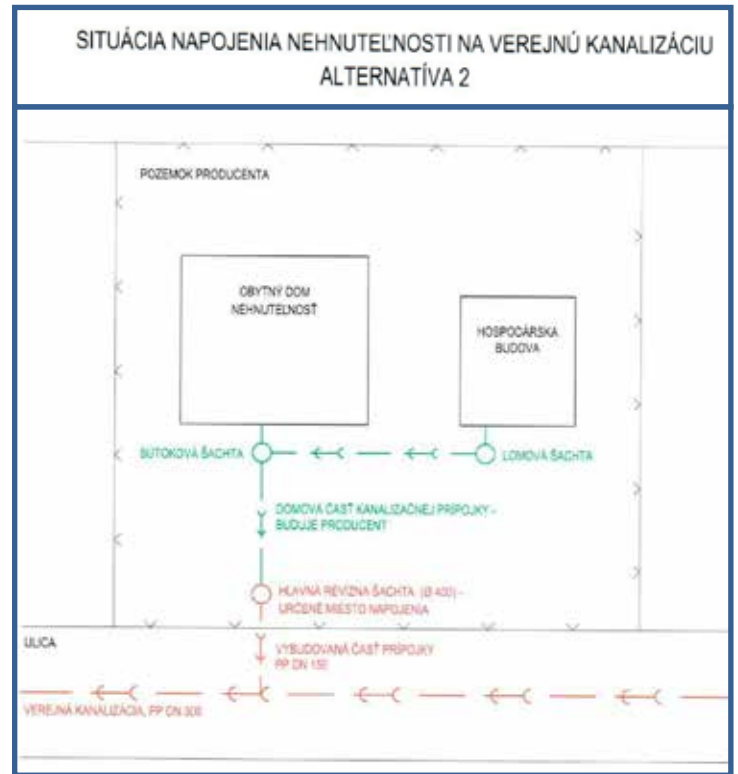 SITUÁCIA NAPOJENIA NEHNUTEĽNOSTI NA VEREJNÚ KANALIZÁCIU
ALTERNATÍVA 2
POZEMOK PRODUCENTA
OBYTNÝ DOM
NEHNUTEĽNOSŤ
HOSPODÁRSKA
BUDOVA
SÚTOKOVÁ ŠACHTA
LOMOVÁ ŠACHTA
DOMOVÁ ČASŤ KANALIZAČNEJ PRÍPOJKY -
BUDUJE PRODUCENT
HLAVNÁ REVÍZNA ŠACHTA (Ø 400) -
URČENÉ MIESTO NAPOJENIA
ULICA
VYBUDOVANÁ ČASŤ PRÍPOJKY
PP DN
VEREJNÁ KANALIZÁCIA, PP DN 300